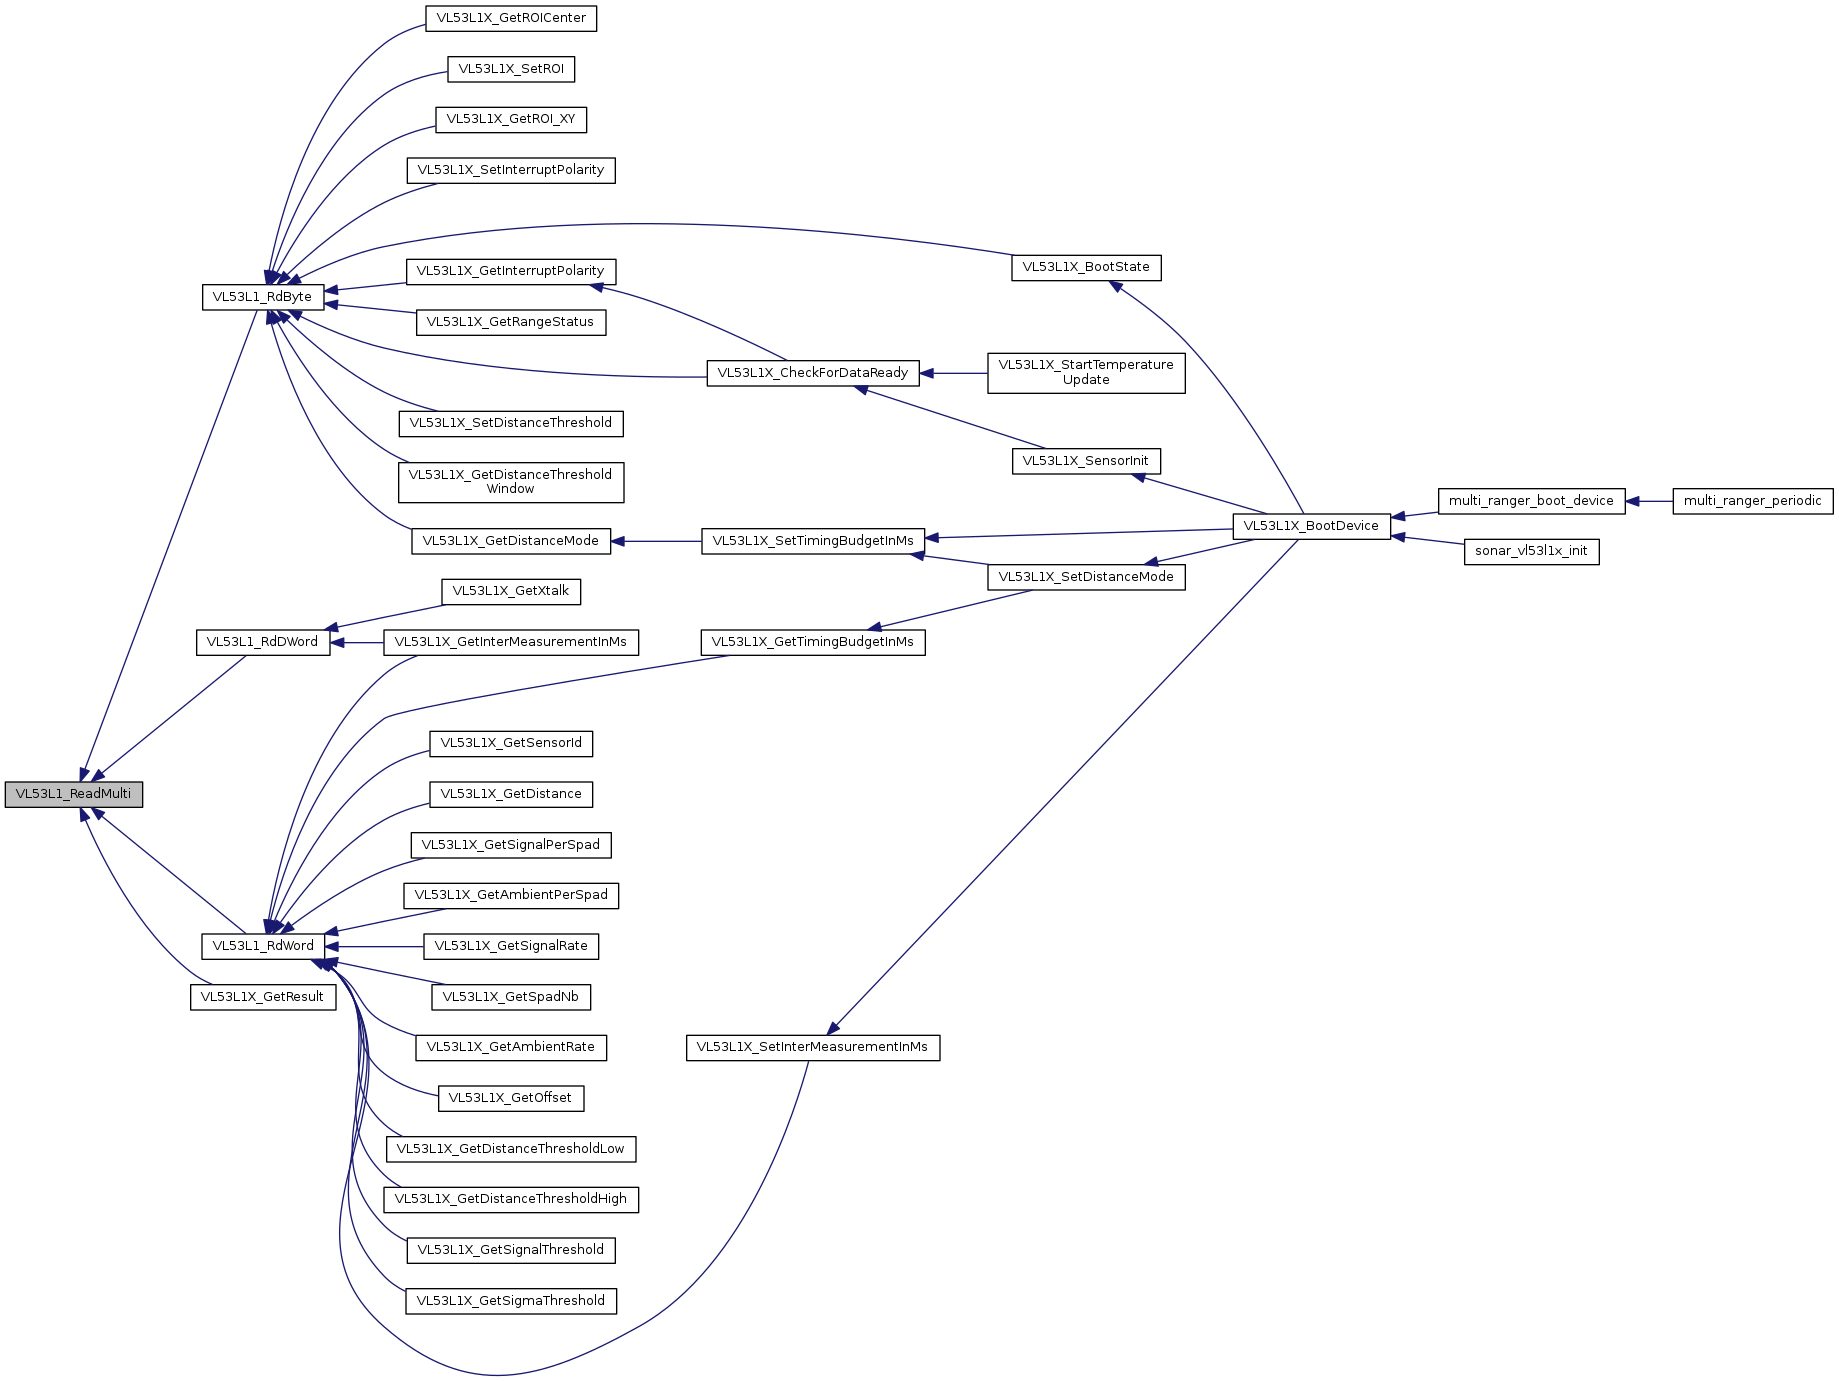 VL53L1X_GetROICenter
VL53L1X_SetROI
VL53L1X_GetROI_XY
VL53L1X_SetInterruptPolarity
VL53L1X_BootState
VL53L1X_GetInterruptPolarity
VL53L1_RdByte
VL53L1X_GetRangeStatus
VL53L1X_StartTemperature
Update
VL53L1X_CheckForDataReady
VL53L1X_SetDistanceThreshold
VL53L1X_SensorInit
VL53L1X_GetDistanceThreshold
Window
multi_ranger_boot_device
multi_ranger_periodic
VL53L1X_BootDevice
VL53L1X_GetDistanceMode
VL53L1X_SetTimingBudgetInMs
sonar_vl53l1x_init
VL53L1X_SetDistanceMode
VL53L1X_GetXtalk
VL53L1_RdDWord
VL53L1X_GetInterMeasurementInMs
VL53L1X_GetTimingBudgetInMs
VL53L1X_GetSensorId
VL53L1_ReadMulti
VL53L1X_GetDistance
VL53L1X_GetSignalPerSpad
VL53L1X_GetAmbientPerSpad
VL53L1_RdWord
VL53L1X_GetSignalRate
VL53L1X_GetResult
VL53L1X_GetSpadNb
VL53L1X_GetAmbientRate
VL53L1X_SetInterMeasurementInMs
VL53L1X_GetOffset
VL53L1X_GetDistanceThresholdLow
VL53L1X_GetDistanceThresholdHigh
VL53L1X_GetSignalThreshold
VL53L1X_GetSigmaThreshold